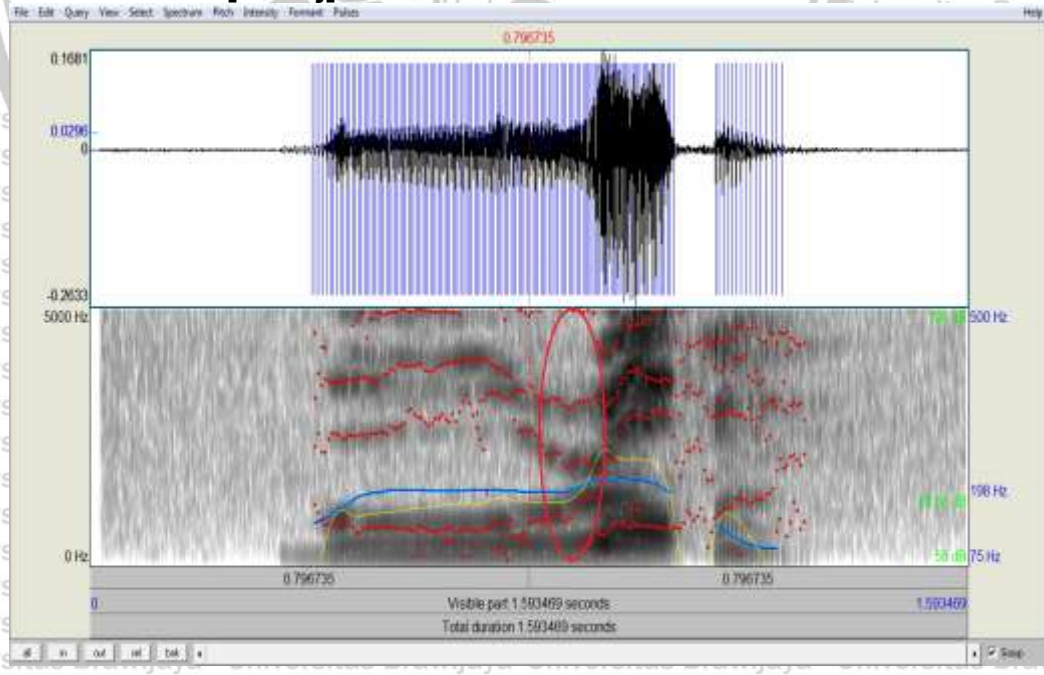 File Edit Query View Select Spectrum Pitch Intensity Formant Pulses Help
0.796735
0.1681
0.0296
0
-0.2633
5000 Hz 500 Hz
198 Hz
0 Hz 50 dB 75 Hz
0.796735 0.796735
0 Visible part 1.593469 seconds 1.593469
Total duration 1.593469 seconds
all in out sel bak